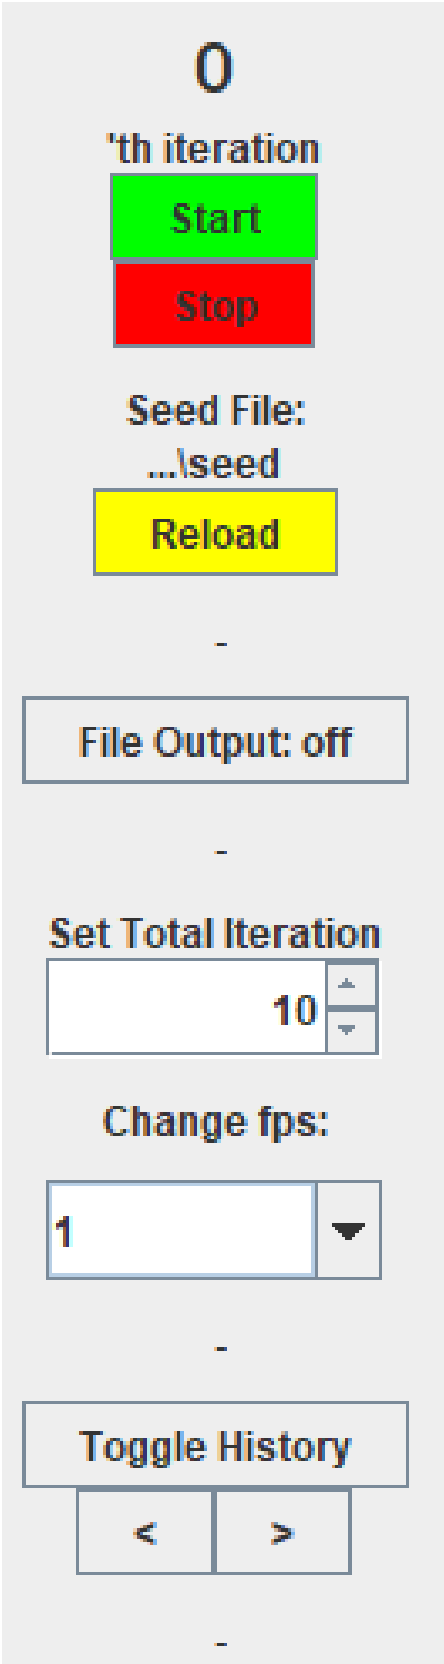 0
'th iteration
Start
Stop
Seed File:
...\seed
Reload
-
File Output: off
-
Set Total Iteration
10
Change fps:
1
-
Toggle History
< >
-